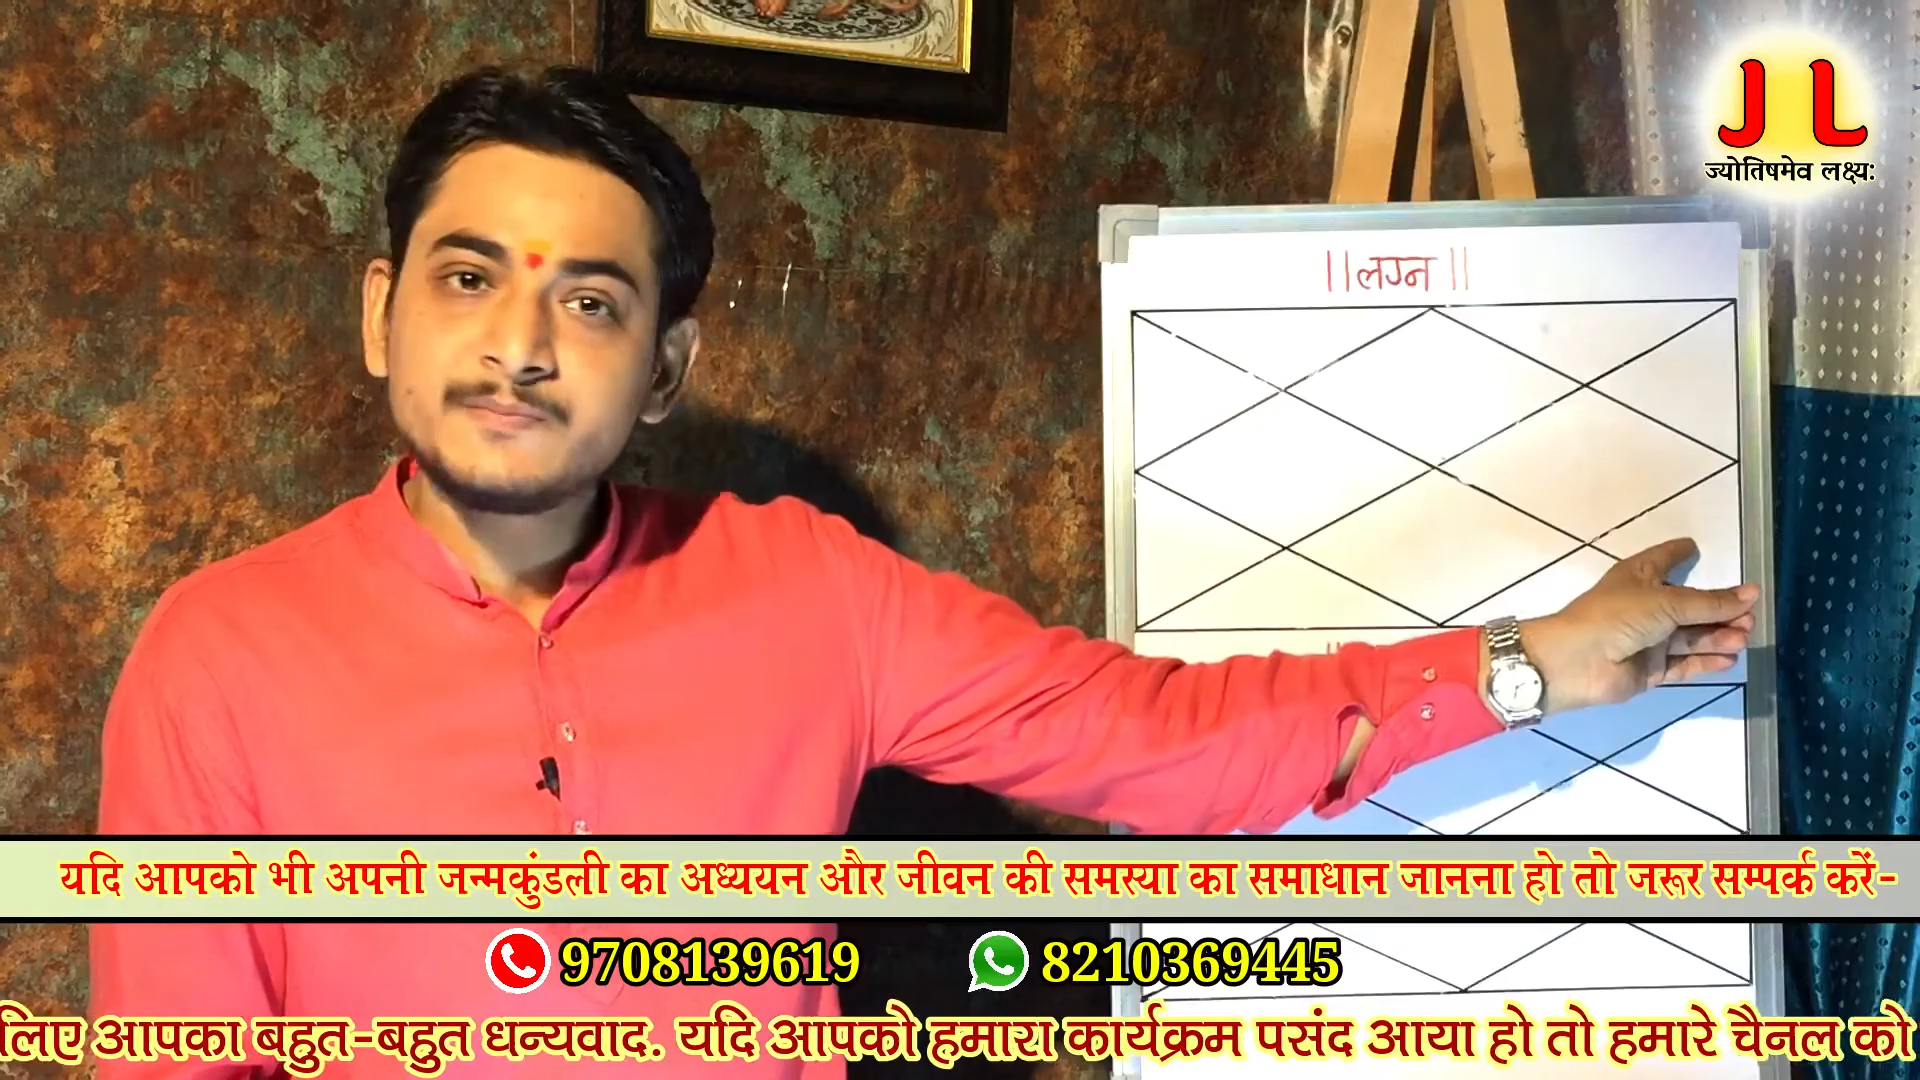 J L
ज्योतिषमेव लक्ष्य:
||लग्न||
यदि आपको भी अपनी जन्मकुंडली का अध्ययन और जीवन की समस्या का समाधान जानना हो तो जरूर सम्पर्क करें-
9708139619 8210369445
लिए आपका बहुत-बहुत धन्यवाद. यदि आपको हमारा कार्यक्रम पसंद आया हो तो हमारे चैनल को